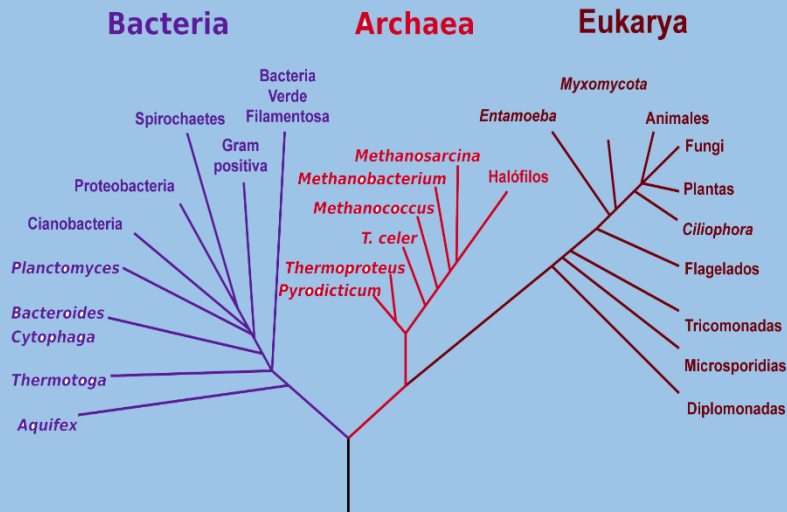 Bacteria
Archaea
Eukarya
Bacteria
Verde
Filamentosa
Spirochaetes
Gram
positiva
Proteobacteria
Cianobacteria
Planctomyces
Bacteroides
Cytophaga
Thermotoga
Aquifex
Methanosarcina
Methanobacterium
Halófilos
Methanococcus
T. celer
Thermoproteus
Pyrodicticum
Myxomycota
Entamoeba
Animales
Fungi
Plantas
Ciliophora
Flagelados
Tricomonadas
Microsporidias
Diplomonadas